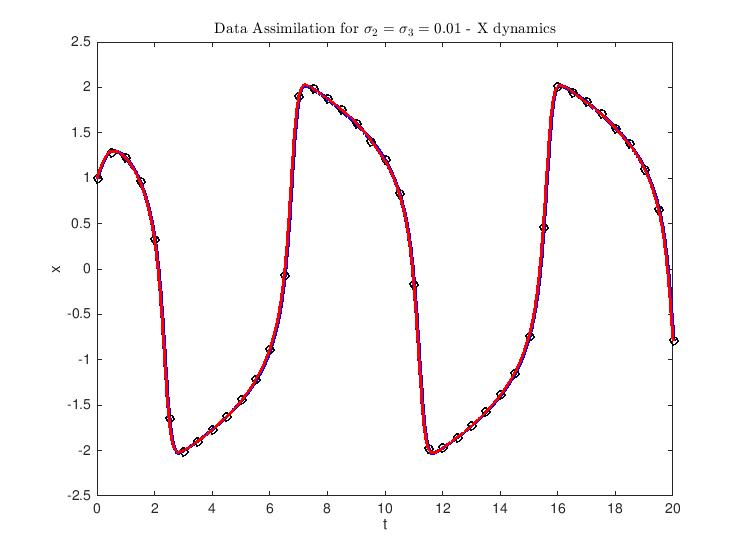 Data Assimilation for σ₂ = σ₃ = 0.01 - X dynamics
2.5
2
1.5
1
0.5
0
-0.5
-1
-1.5
-2
-2.5
x
0 2 4 6 8 10 12 14 16 18 20
t